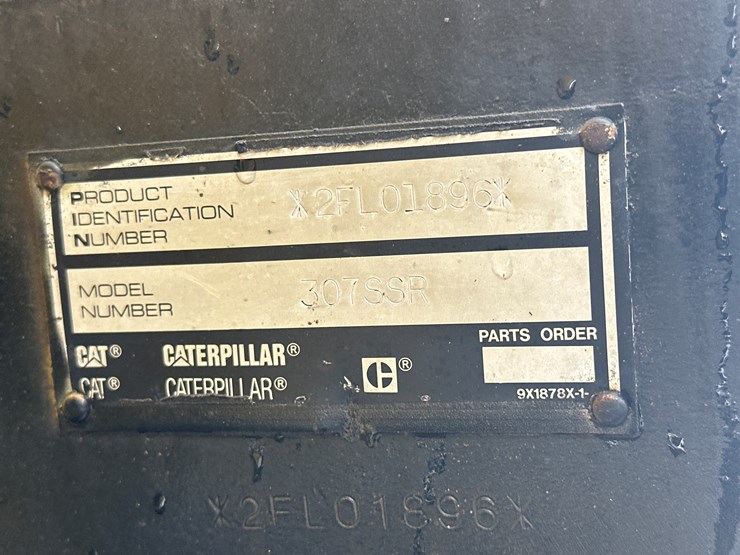 PRODUCT
IDENTIFICATION
NUMBER
X2FL01896X
MODEL
NUMBER
307SSR
CAT® CATERPILLAR® C®
CAT® CATERPILLAR®
PARTS ORDER
9X1878X-1-
X2FL01896X